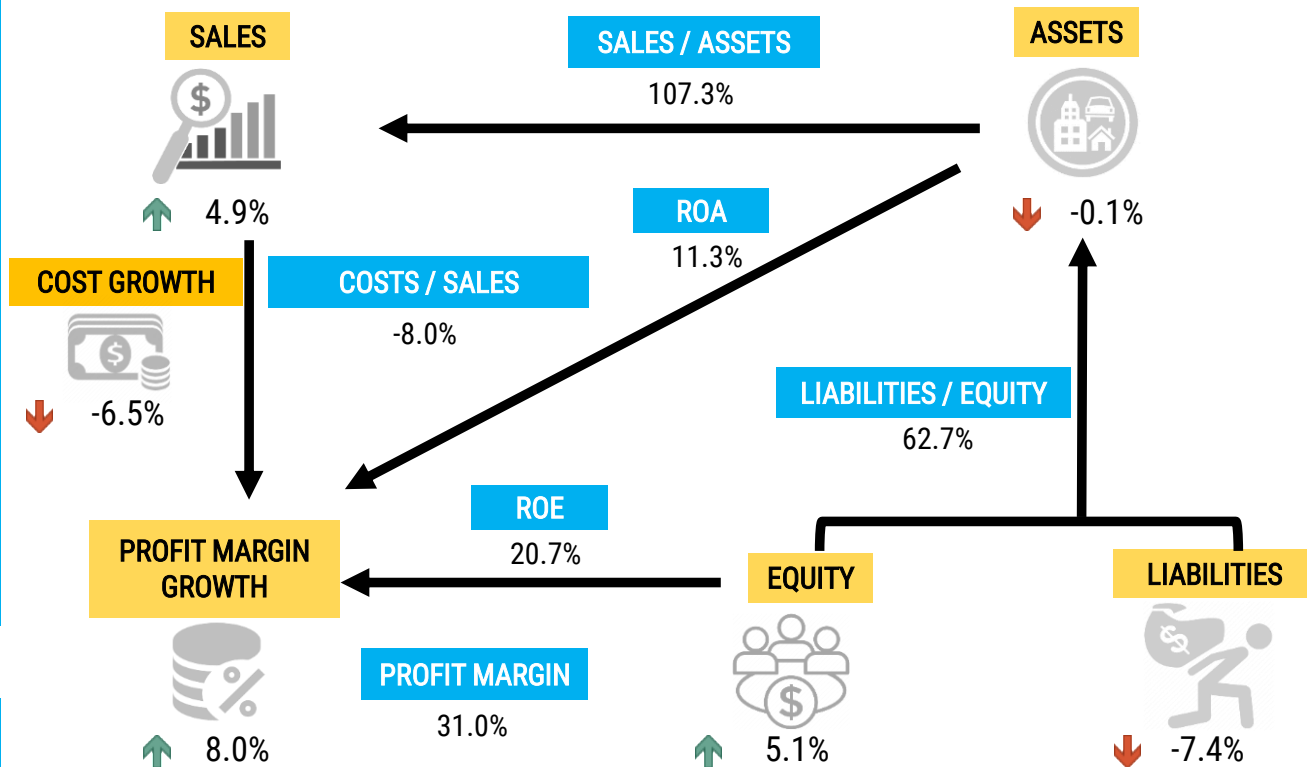 SALES
$
4.9%
SALES / ASSETS
107.3%
ASSETS
-0.1%
ROA
11.3%
COST GROWTH
$
-6.5%
COSTS / SALES
-8.0%
LIABILITIES / EQUITY
62.7%
ROE
20.7%
PROFIT MARGIN
GROWTH
%
8.0%
PROFIT MARGIN
31.0%
EQUITY
$
5.1%
LIABILITIES
$
-7.4%